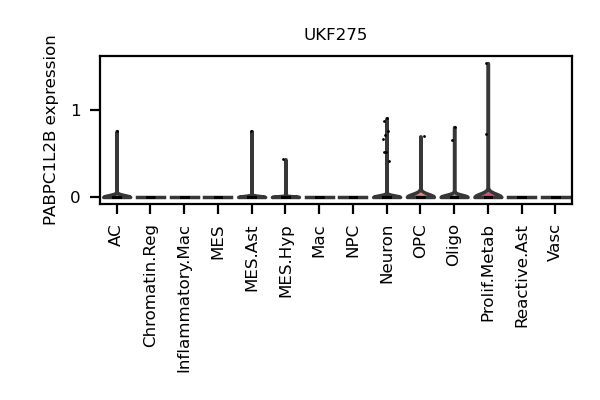 UKF275
PABPC1L2B expression
1
0
AC
Chromatin.Reg
Inflammatory.Mac
MES
MES.Ast
MES.Hyp
Mac
NPC
Neuron
OPC
Oligo
Prolif.Metab
Reactive.Ast
Vasc